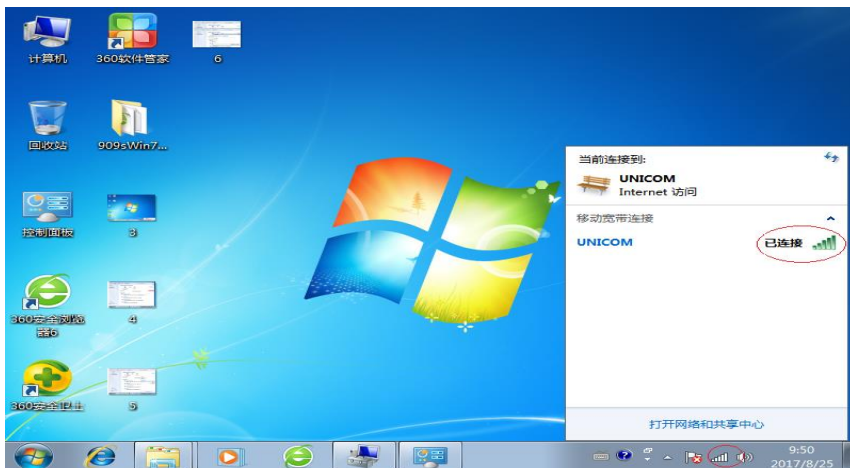 计算机
360软件管家
6
回收站
909sWin7...
控制面板
3
360安全浏览
器6
4
360安全卫士
5
当前连接到:
UNICOM
Internet 访问
移动宽带连接
UNICOM
已连接
打开网络和共享中心
9:50
2017/8/25